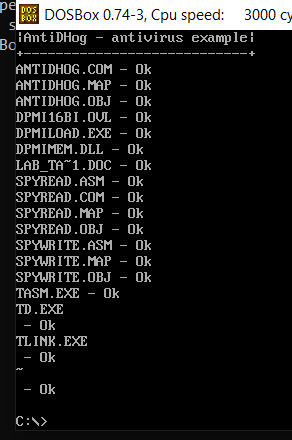 DOSBox 0.74-3, Cpu speed: 3000 cy
¦AntiDHog - antivirus example¦
+----------------------------+
ANTIDHOG.COM - Ok
ANTIDHOG.MAP - Ok
ANTIDHOG.OBJ - Ok
DPMI16BI.OVL - Ok
DPMILOAD.EXE - Ok
DPMIMEM.DLL - Ok
LAB_TA~1.DOC - Ok
SPYREAD.ASM - Ok
SPYREAD.COM - Ok
SPYREAD.MAP - Ok
SPYREAD.OBJ - Ok
SPYWRITE.ASM - Ok
SPYWRITE.MAP - Ok
SPYWRITE.OBJ - Ok
TASM.EXE - Ok
TD.EXE
- Ok
TLINK.EXE
- Ok
~
- Ok
C:\>